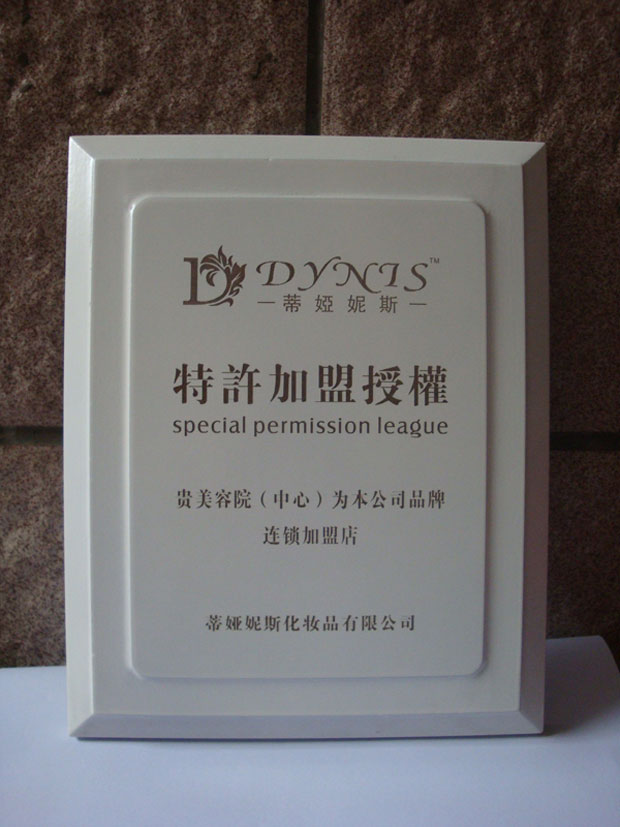 D DYNIS™
—蒂婭妮斯—
特許加盟授權
special permission league
贵美容院（中心）为本公司品牌
连锁加盟店
蒂娅妮斯化妆品有限公司